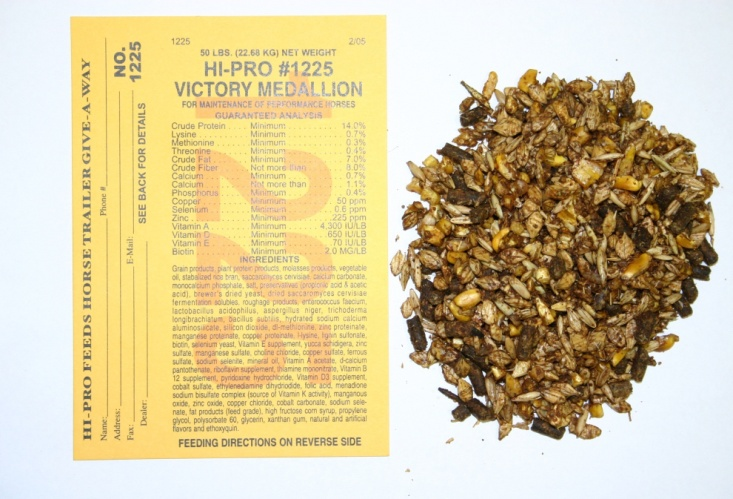 HI-PRO FEEDS HORSE TRAILER GIVE-A-WAY
Name:
Phone #
Address:
Fax:
E-Mail:
Dealer:
NO. 1225
SEE BACK FOR DETAILS
1225 2/05
50 LBS. (22.68 KG) NET WEIGHT
HI-PRO #1225
VICTORY MEDALLION
FOR MAINTENANCE OF PERFORMANCE HORSES
GUARANTEED ANALYSIS
Crude Protein Minimum 14.0%
Lysine Minimum 0.7%
Methionine Minimum 0.3%
Threonine Minimum 0.4%
Crude Fat Minimum 7.0%
Crude Fiber Not more than 8.0%
Calcium Minimum 0.7%
Calcium Not more than 1.1%
Phosphorus Minimum 0.4%
Copper Minimum 50 ppm
Selenium Minimum 0.6 ppm
Zinc Minimum 225 ppm
Vitamin A Minimum 4,300 IU/LB
Vitamin D Minimum 650 IU/LB
Vitamin E Minimum 70 IU/LB
Biotin Minimum 2.0 MG/LB
INGREDIENTS
Grain products, plant protein products, molasses products, vegetable
oil, stabalized rice bran, saccaromyces cervisiae, calcium carbonate,
monocalcium phosphate, salt, preservatives (propionic acid & acetic
acid), brewer's dried yeast, dried saccaromyces cervisiae
fermentation solubles, roughage products, enterococcus faecium,
lactobacillus acidophilus, aspergillus niger, trichoderma
longibrachiatum, bacillus subtilis, hydrated sodium calcium
aluminosilicate, silicon dioxide, dl-methionite, zinc proteinate,
manganese proteinate, copper proteinate, l-lysine, lignin sulfonate,
biotin, selenium yeast, Vitamin E supplement, yucca schidigera, zinc
sulfate, manganese sulfate, choline chloride, copper sulfate, ferrous
sulfate, sodium selenite, mineral oil, Vitamin A acetate, d-calcium
pantothenate, riboflavin supplement, thiamine mononitrate, Vitamin B
12 supplement, pyridoxine hydrochloride, Vitamin D3 supplement,
cobalt sulfate, ethylenediamine dihydriodide, folic acid, menadione
sodium bisulfite complex (source of Vitamin K activity), manganous
oxide, zinc oxide, copper chloride, cobalt carbonate, sodium sele-
nate, fat products (feed grade), high fructose corn syrup, propylene
glycol, polysorbate 60, glycerin, xanthan gum, natural and artificial
flavors and ethoxyquin.
FEEDING DIRECTIONS ON REVERSE SIDE